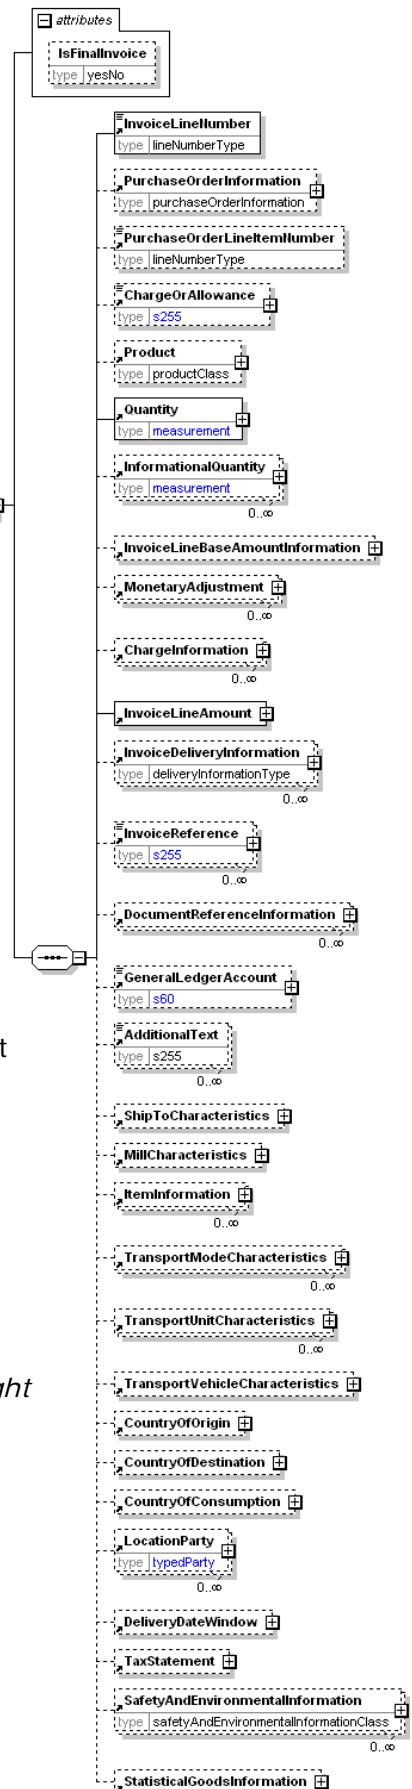 attributes
IsFinalInvoice
type yesNo
InvoiceLineNumber
type lineNumberType
PurchaseOrderInformation
type purchaseOrderInformation
PurchaseOrderLineItemNumber
type lineNumberType
ChargeOrAllowance
type s255
Product
type productClass
Quantity
type measurement
InformationalQuantity
type measurement
0..∞
InvoiceLineBaseAmountInformation
MonetaryAdjustment
0..∞
ChargeInformation
0..∞
InvoiceLineAmount
InvoiceDeliveryInformation
type deliveryInformationType
0..∞
InvoiceReference
type s255
0..∞
DocumentReferenceInformation
0..∞
GeneralLedgerAccount
type s60
AdditionalText
t
type s255
0..∞
ShipToCharacteristics
MillCharacteristics
ItemInformation
0..∞
TransportModeCharacteristics
0..∞
TransportUnitCharacteristics
0..∞
ght
TransportVehicleCharacteristics
CountryOfOrigin
CountryOfDestination
CountryOfConsumption
LocationParty
type typedParty
0..∞
DeliveryDateWindow
TaxStatement
SafetyAndEnvironmentalInformation
type safetyAndEnvironmentalInformationClass
0..∞
StatisticalGoodsInformation